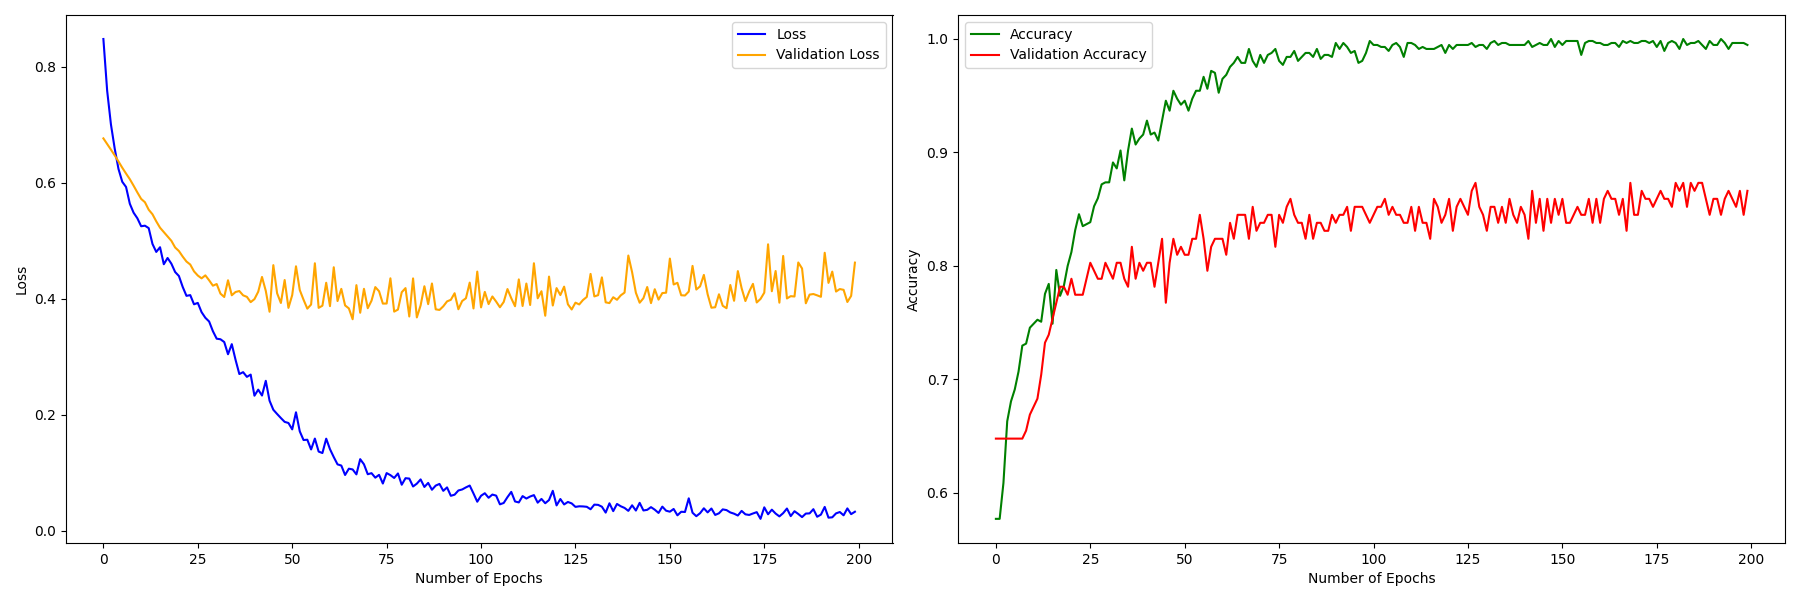 Loss
Validation Loss
0.8
0.6
0.4
0.2
0.0
Loss
0 25 50 75 100 125 150 175 200
Number of Epochs
Accuracy
Validation Accuracy
1.0
0.9
0.8
0.7
0.6
Accuracy
0 25 50 75 100 125 150 175 200
Number of Epochs